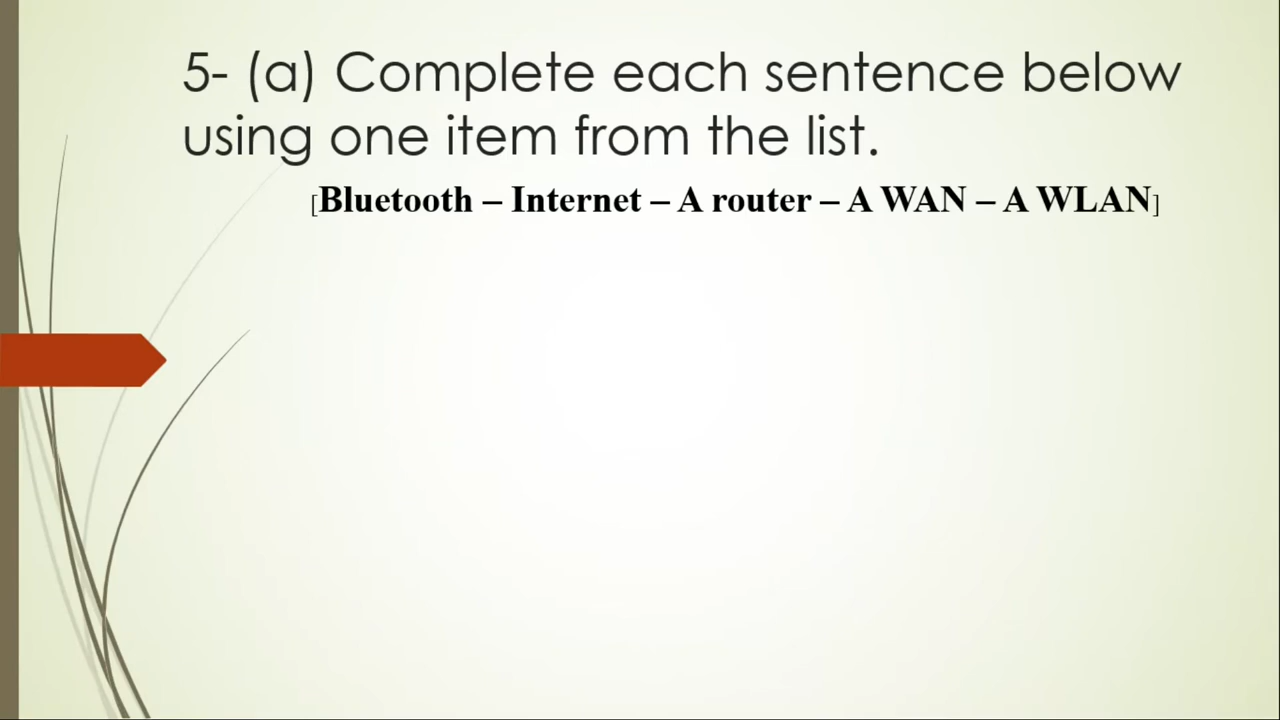 5- (a) Complete each sentence below
using one item from the list.
[Bluetooth – Internet – A router – A WAN – A WLAN]